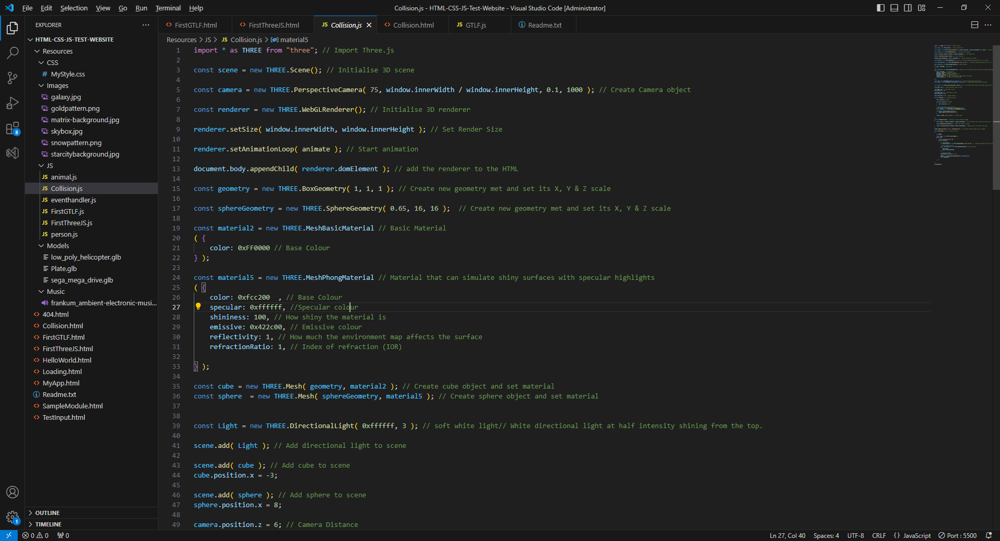 File Edit Selection View Go Run Terminal Help
Collision.js - HTML-CSS-JS-Test-Website - Visual Studio Code [Administrator]
EXPLORER
HTML-CSS-JS-TEST-WEBSITE
Resources
CSS
# MyStyle.css
Images
galaxy.jpg
goldpattern.png
matrix-background.jpg
skybox.jpg
snowpattern.png
starcitybackground.jpg
JS
JS animal.js
JS Collision.js
JS eventhandler.js
JS FirstGTLF.js
JS FirstThreeJS.js
JS person.js
Models
low_poly_helicopter.glb
Plate.glb
sega_mega_drive.glb
Music
frankum_ambient-electronic-musi...
<> 404.html
<> Collision.html
<> FirstGTLF.html
<> FirstThreeJS.html
<> HelloWorld.html
<> Loading.html
<> MyApp.html
Readme.txt
<> SampleModule.html
<> TestInput.html
OUTLINE
TIMELINE
8
1
<> FirstGTLF.html <> FirstThreeJS.html JS Collision.js <> Collision.html JS GTLF.js Readme.txt
Resources > JS > JS Collision.js > material5
1 import * as THREE from "three"; // Import Three.js
2
3 const scene = new THREE.Scene(); // Initialise 3D scene
4
5 const camera = new THREE.PerspectiveCamera( 75, window.innerWidth / window.innerHeight, 0.1, 1000 ); // Create Camera object
6
7 const renderer = new THREE.WebGLRenderer(); // Initialise 3D renderer
8
9 renderer.setSize( window.innerWidth, window.innerHeight ); // Set Render Size
10
11 renderer.setAnimationLoop( animate ); // Start animation
12
13 document.body.appendChild( renderer.domElement ); // add the renderer to the HTML
14
15 const geometry = new THREE.BoxGeometry( 1, 1, 1 ); // Create new geometry met and set its X, Y & Z scale
16
17 const sphereGeometry = new THREE.SphereGeometry( 0.65, 16, 16 );  // Create new geometry met and set its X, Y & Z scale
18
19 const material2 = new THREE.MeshBasicMaterial // Basic Material
20 ( {
21     color: 0xFF0000 // Base Colour
22 } );
23
24 const material5 = new THREE.MeshPhongMaterial // Material that can simulate shiny surfaces with specular highlights
25 ( {
26     color: 0xfcc200  , // Base Colour
27     specular: 0xffffff, //Specular colour
28     shininess: 100, // How shiny the material is
29     emissive: 0x422c00, // Emissive colour
30     reflectivity: 1, // How much the environment map affects the surface
31     refractionRatio: 1, // Index of refraction (IOR)
32
33 } );
34
35 const cube = new THREE.Mesh( geometry, material2 ); // Create cube object and set material
36 const sphere  = new THREE.Mesh( sphereGeometry, material5 ); // Create sphere object and set material
37
38
39 const Light = new THREE.DirectionalLight( 0xffffff, 3 ); // soft white light// White directional light at half intensity shining from the top.
40
41 scene.add( Light ); // Add directional light to scene
42
43 scene.add( cube ); // Add cube to scene
44 cube.position.x = -3;
45
46 scene.add( sphere ); // Add sphere to scene
47 sphere.position.x = 8;
48
49 camera.position.z = 6; // Camera Distance
0 0 0 Ln 27, Col 40 Spaces: 4 UTF-8 CRLF {} JavaScript Port : 5500